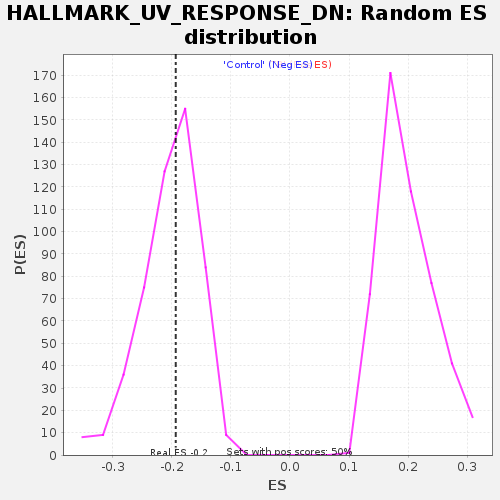 HALLMARK_UV_RESPONSE_DN: Random ES
distribution
'Control' (Neg ES) ES)
170
160
150
140
130
120
110
100
90
80
70
60
50
40
30
20
10
0
P(ES)
Real ES -0.2
Sets with pos scores: 50%
-0.3 -0.2 -0.1 0.0 0.1 0.2 0.3
ES